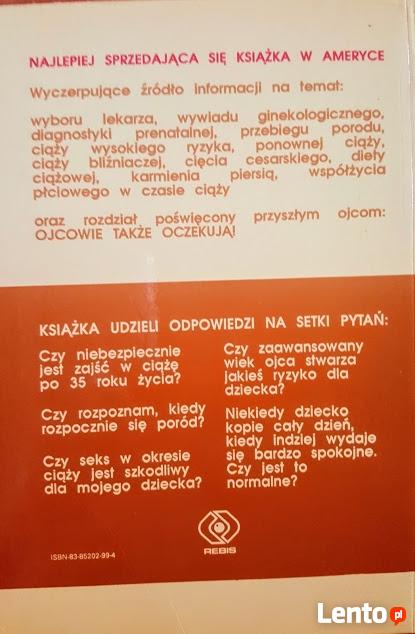 NAJLEPIEJ SPRZEDAJĄCA SIĘ KSIĄŻKA W AMERYCE
Wyczerpujące źródło informacji na temat:
wyboru lekarza, wywiadu ginekologicznego,
diagnostyki prenatalnej, przebiegu porodu,
ciąży wysokiego ryzyka, ponownej ciąży,
ciąży bliźniaczej, cięcia cesarskiego, diety
ciążowej, karmienia piersią, współżycia
płciowego w czasie ciąży
oraz rozdział poświęcony przyszłym ojcom:
OJCOWIE TAKŻE OCZEKUJĄ!
KSIĄŻKA UDZIELI ODPOWIEDZI NA SETKI PYTAŃ:
Czy niebezpiecznie
jest zajść w ciążę
po 35 roku życia?
Czy rozpoznam, kiedy
rozpocznie się poród?
Czy seks w okresie
ciąży jest szkodliwy
dla mojego dziecka?
Czy zaawansowany
wiek ojca stwarza
jakieś ryzyko dla
dziecka?
Niekiedy dziecko
kopie cały dzień,
kiedy indziej wydaje
się bardzo spokojne.
Czy jest to
normalne?
REBIS
ISBN-83-85202-99-4
Lento.pl